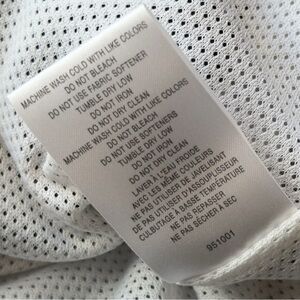 MACHINE WASH COLD WITH LIKE COLORS
DO NOT BLEACH
DO NOT USE FABRIC SOFTENER
TUMBLE DRY LOW
DO NOT IRON
DO NOT DRY CLEAN
MACHINE WASH COLD WITH LIKE COLORS
DO NOT BLEACH
DO NOT USE SOFTENERS
TUMBLE DRY LOW
DO NOT IRON
DO NOT DRY CLEAN
LAVER À L'EAU FROIDE
AVEC LES MÊME COULEURS
NE PAS UTILISER DE JAVELLISANT
NE PAS UTILISER D'ASSOUPLISSEUR
CULBUTAGE A BASSE-TEMPÉRATURE
NE PAS REPASSER
NE PAS SÉCHER À SEC
951001